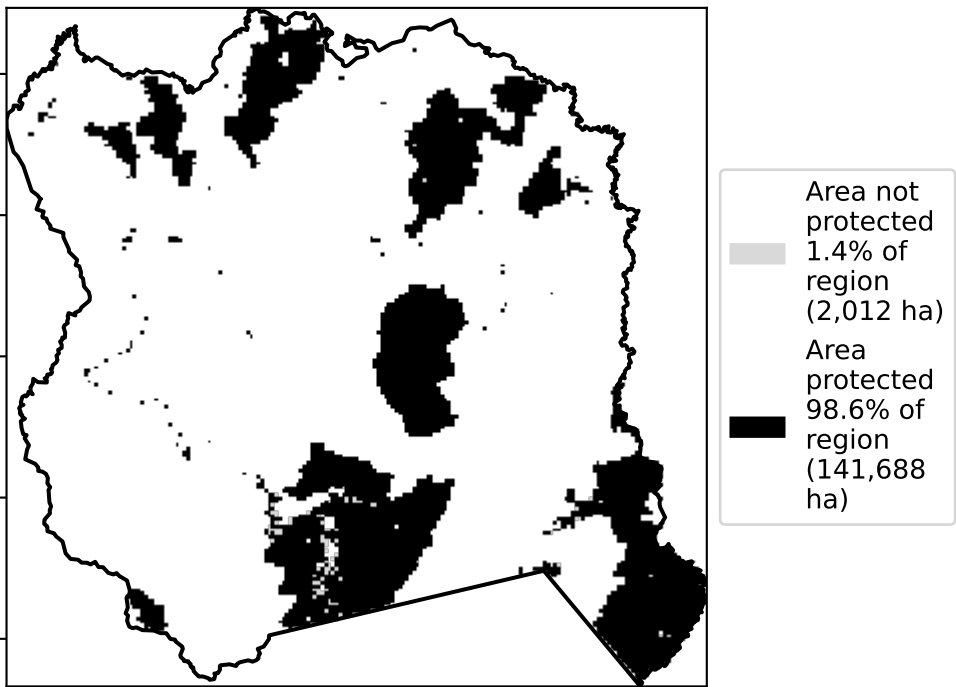 Area not
protected
1.4% of
region
(2,012 ha)
Area
protected
98.6% of
region
(141,688
ha)